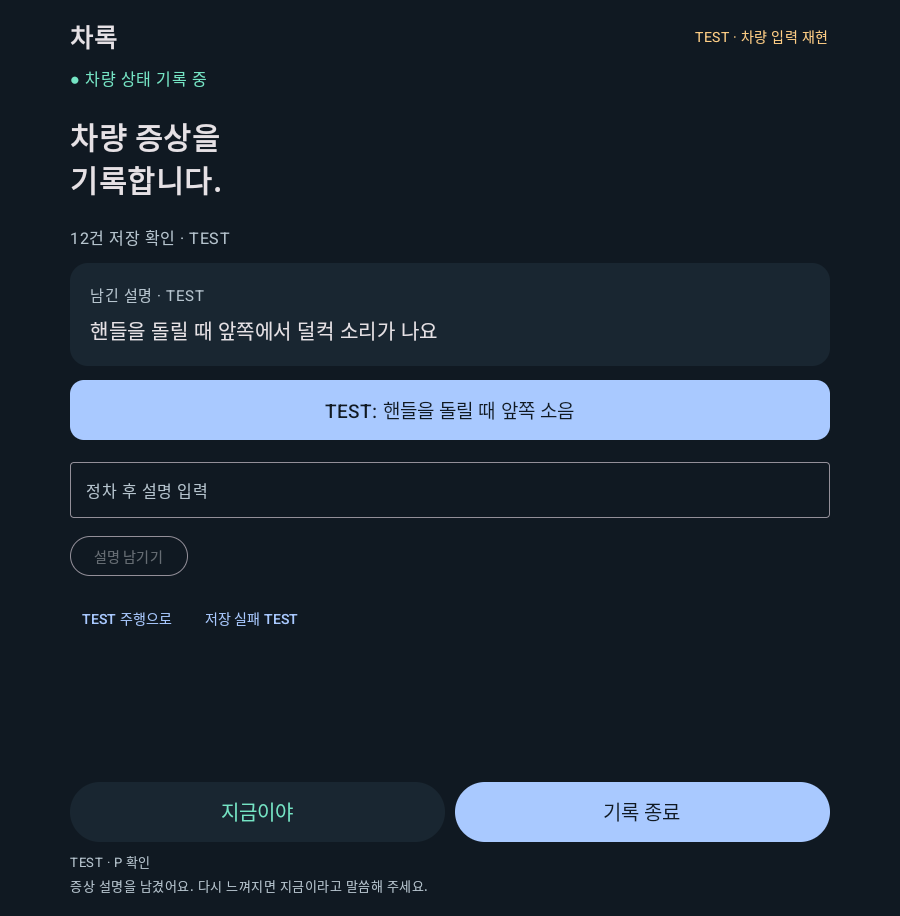 차록
TEST · 차량 입력 재현
● 차량 상태 기록 중
차량 증상을
기록합니다.
12건 저장 확인 · TEST
남긴 설명 · TEST
핸들을 돌릴 때 앞쪽에서 덜컥 소리가 나요
TEST: 핸들을 돌릴 때 앞쪽 소음
정차 후 설명 입력
설명 남기기
TEST 주행으로
저장 실패 TEST
지금이야
기록 종료
TEST · P 확인
증상 설명을 남겼어요. 다시 느껴지면 지금이라고 말씀해 주세요.